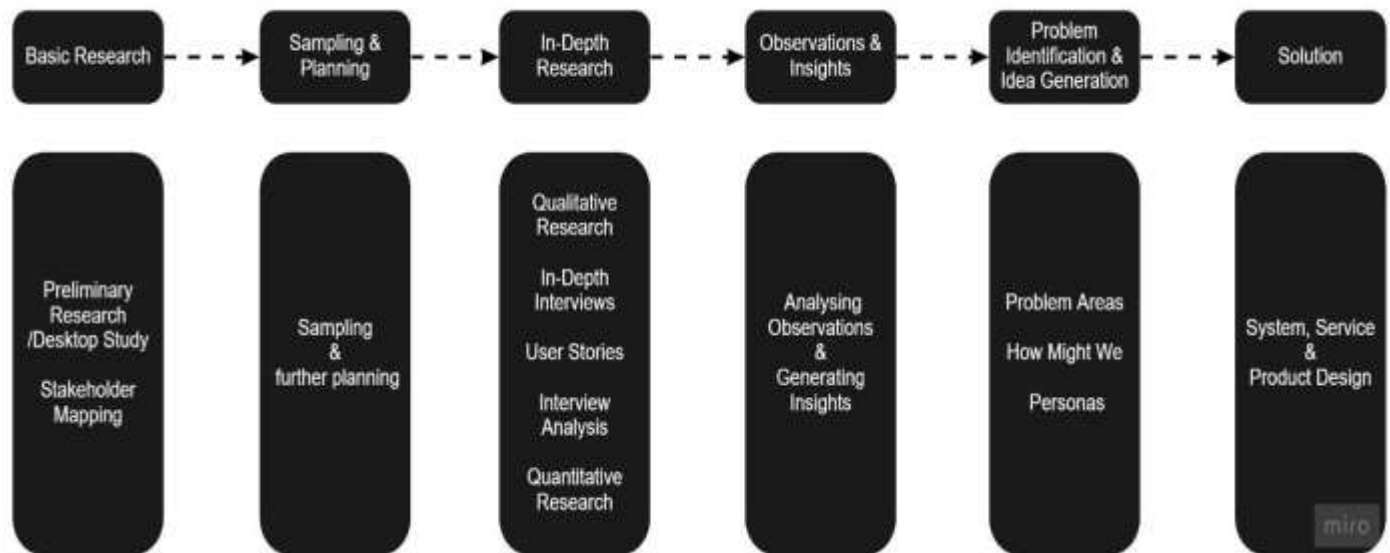 Basic Research
Sampling &
Planning
In-Depth
Research
Observations &
Insights
Problem
Identification &
Idea Generation
Solution
Preliminary
Research
/Desktop Study
Stakeholder
Mapping
Sampling
&
further planning
Qualitative
Research
In-Depth
Interviews
User Stories
Interview
Analysis
Quantitative
Research
Analysing
Observations
&
Generating
Insights
Problem Areas
How Might We
Personas
System, Service
&
Product Design
miro